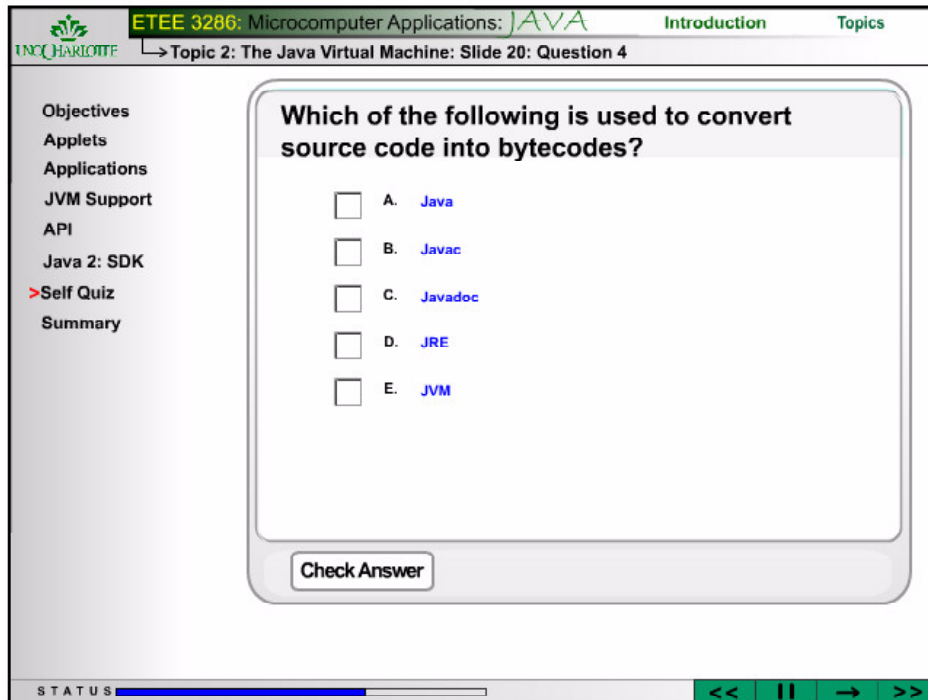 ETEE 3286: Microcomputer Applications: JAVA Introduction Topics
UNC CHARLOTTE
Topic 2: The Java Virtual Machine: Slide 20: Question 4
Objectives
Applets
Applications
JVM Support
API
Java 2: SDK
>Self Quiz
Summary
Which of the following is used to convert
source code into bytecodes?
A. Java
B. Javac
C. Javadoc
D. JRE
E. JVM
Check Answer
STATUS << || → >>